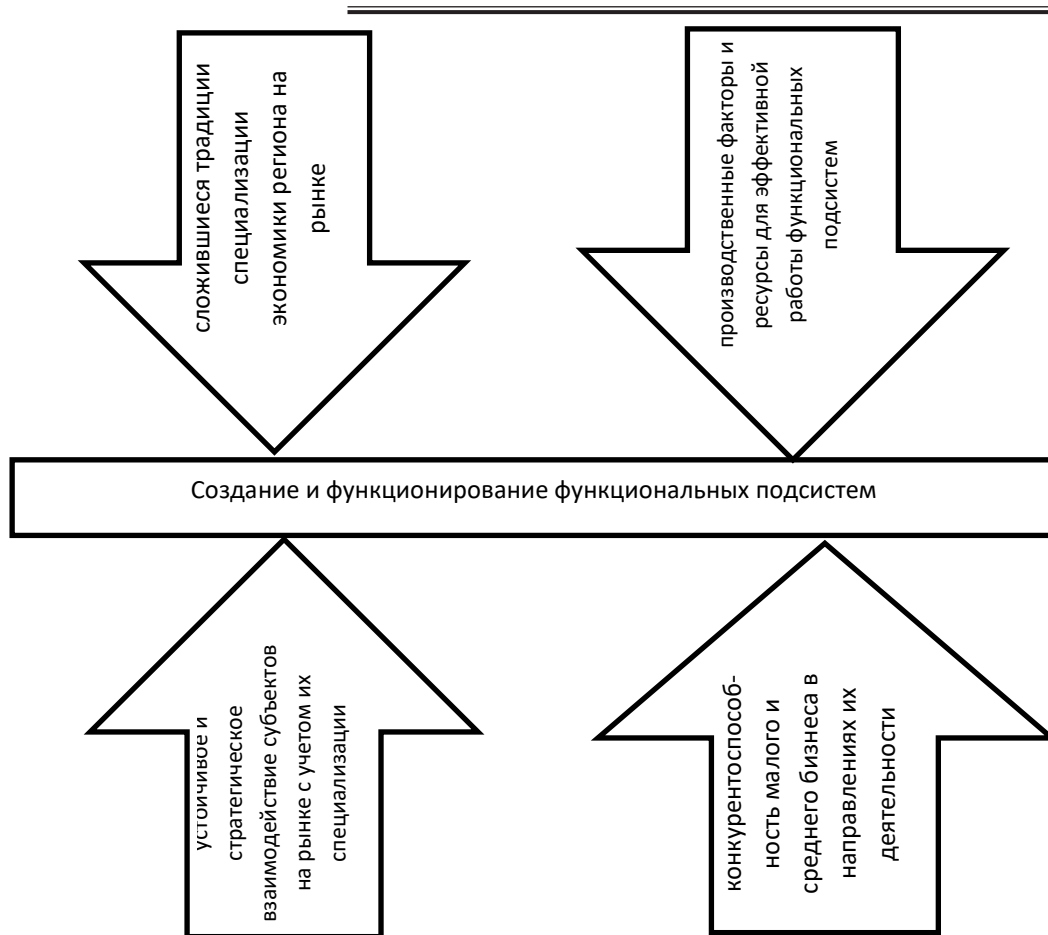 сложившиеся традиции
специализации
экономики региона на
рынке
производственные факторы и
ресурсы для эффективной
работы функциональных
подсистем
Создание и функционирование функциональных подсистем
устойчивое и
стратегическое
взаимодействие субъектов
на рынке с учетом их
специализации
конкурентоспособ-
ность малого и
среднего бизнеса в
направлениях их
деятельности